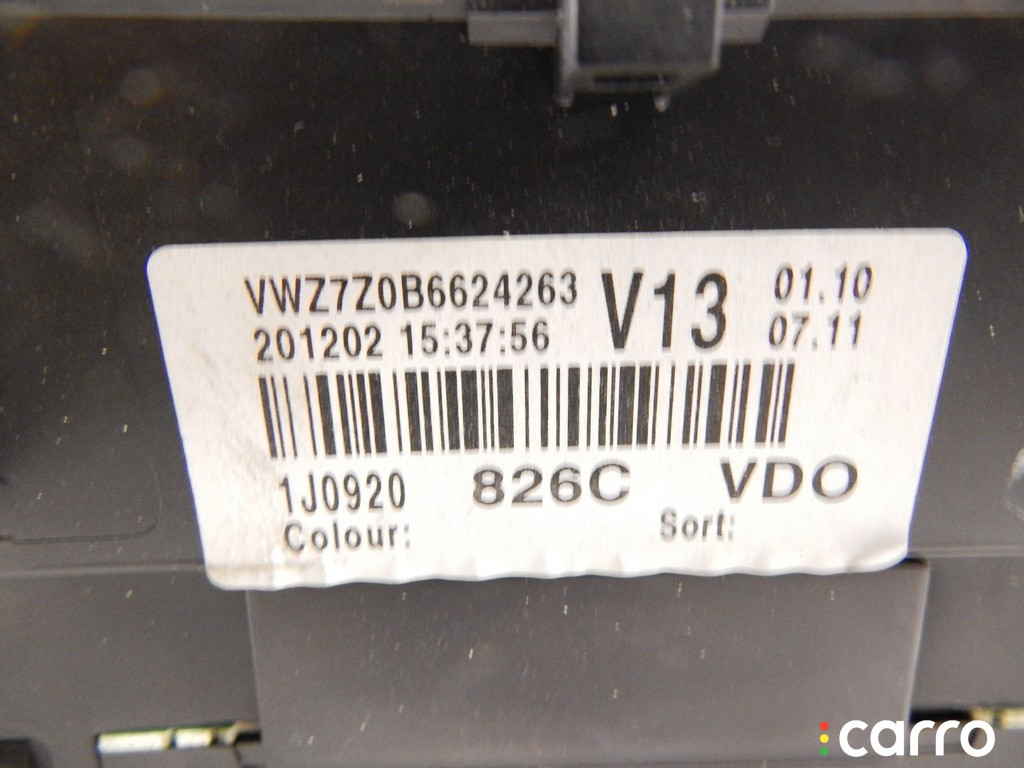 VWZ7Z0B6624263 V13 01.10
201202 15:37:56 07.11
1J0920 826C VDO
Colour: Sort:
carro